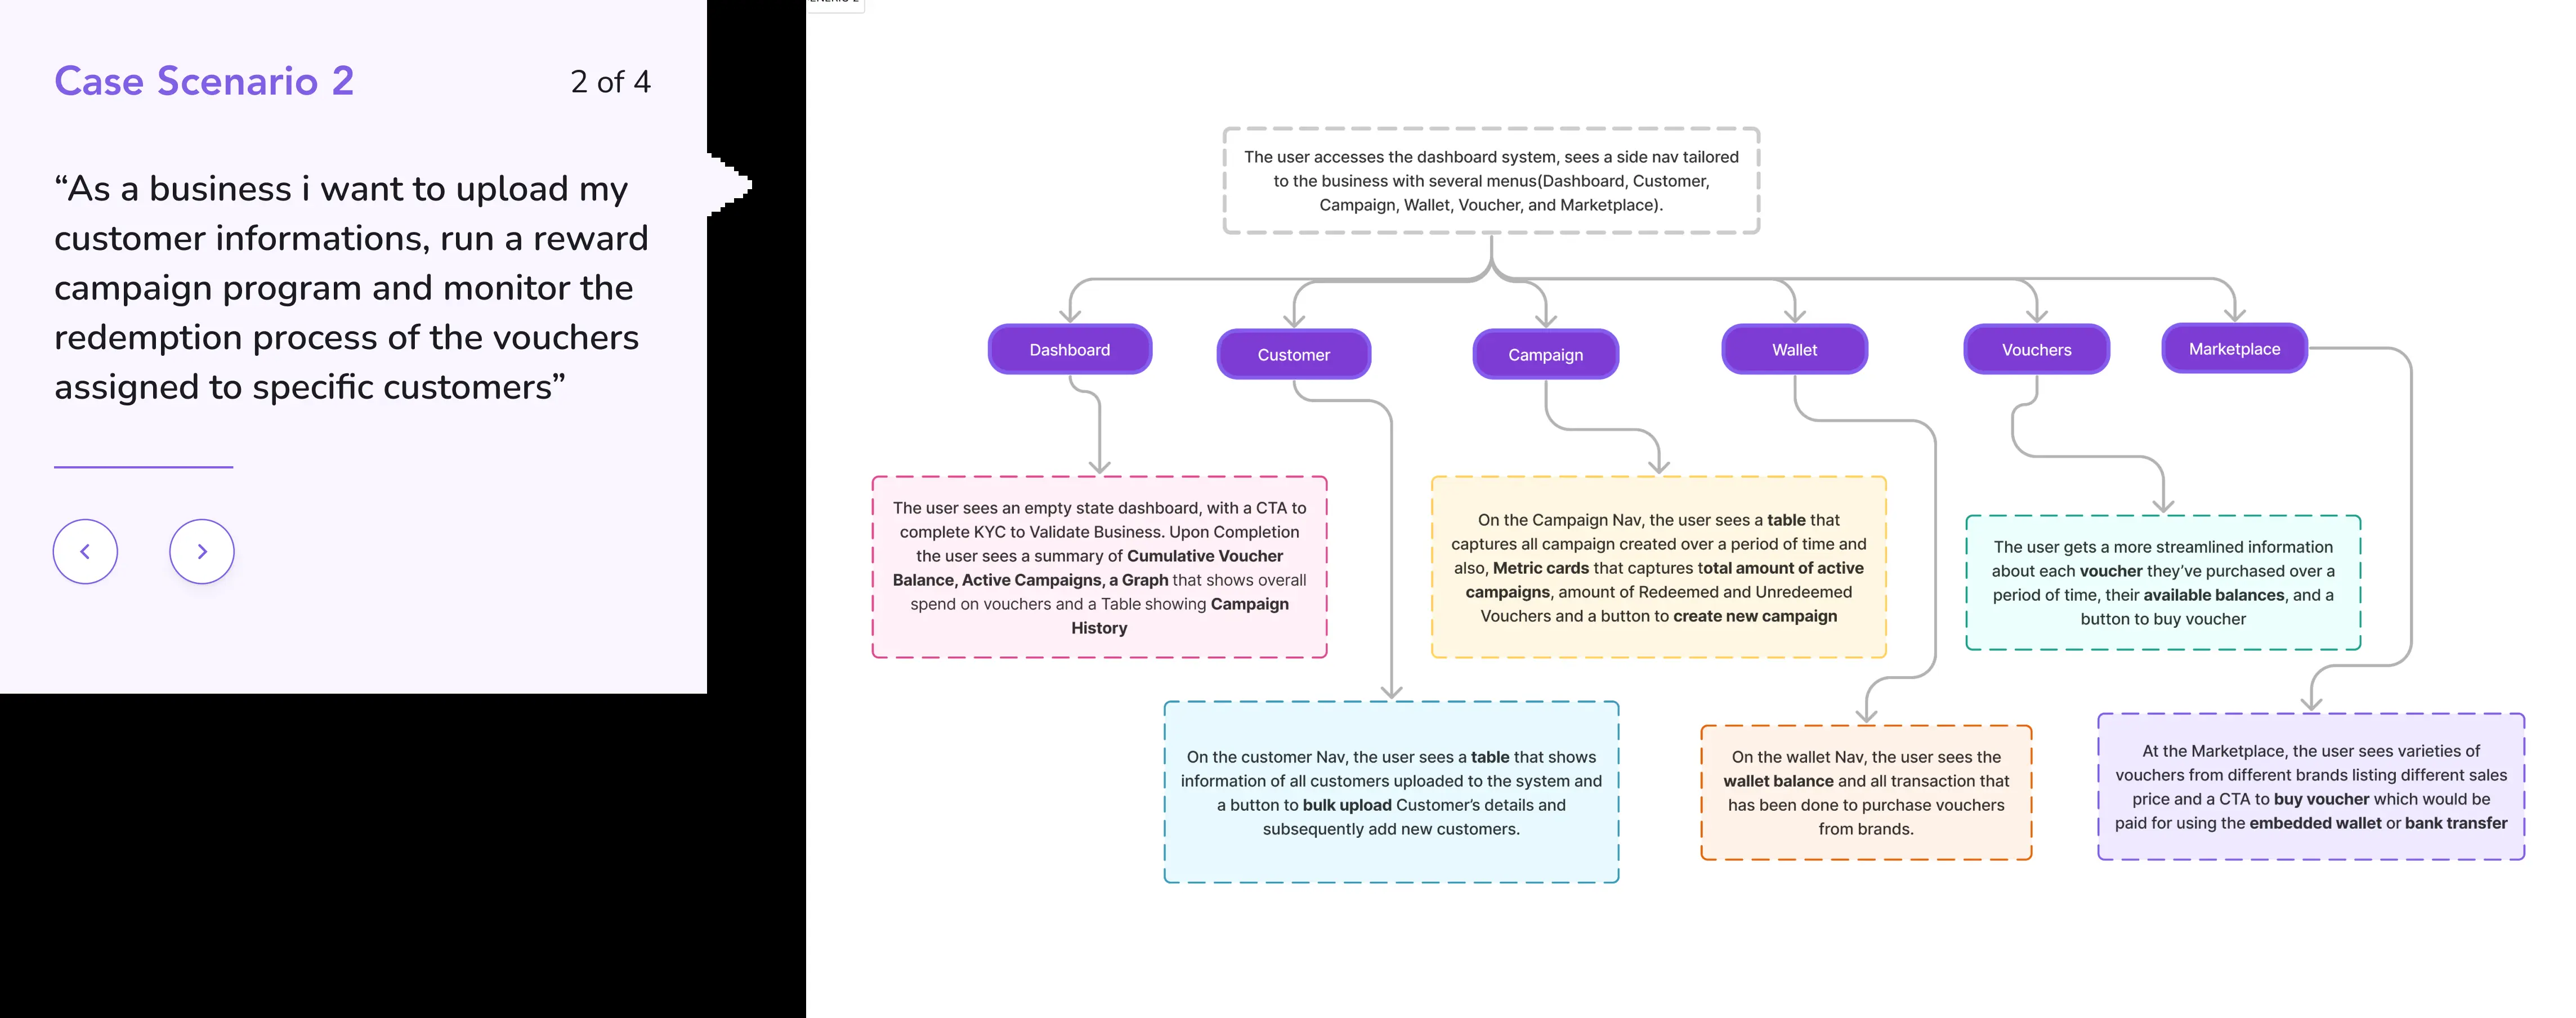 Case Scenario 2
2 of 4
“As a business i want to upload my
customer informations, run a reward
campaign program and monitor the
redemption process of the vouchers
assigned to specific customers”
The user accesses the dashboard system, sees a side nav tailored
to the business with several menus(Dashboard, Customer,
Campaign, Wallet, Voucher, and Marketplace).
Dashboard
Customer
Campaign
Wallet
Vouchers
Marketplace
The user sees an empty state dashboard, with a CTA to
complete KYC to Validate Business. Upon Completion
the user sees a summary of Cumulative Voucher
Balance, Active Campaigns, a Graph that shows overall
spend on vouchers and a Table showing Campaign
History
On the Campaign Nav, the user sees a table that
captures all campaign created over a period of time and
also, Metric cards that captures total amount of active
campaigns, amount of Redeemed and Unredeemed
Vouchers and a button to create new campaign
The user gets a more streamlined information
about each voucher they’ve purchased over a
period of time, their available balances, and a
button to buy voucher
On the customer Nav, the user sees a table that shows
information of all customers uploaded to the system and
a button to bulk upload Customer’s details and
subsequently add new customers.
On the wallet Nav, the user sees the
wallet balance and all transaction that
has been done to purchase vouchers
from brands.
At the Marketplace, the user sees varieties of
vouchers from different brands listing different sales
price and a CTA to buy voucher which would be
paid for using the embedded wallet or bank transfer